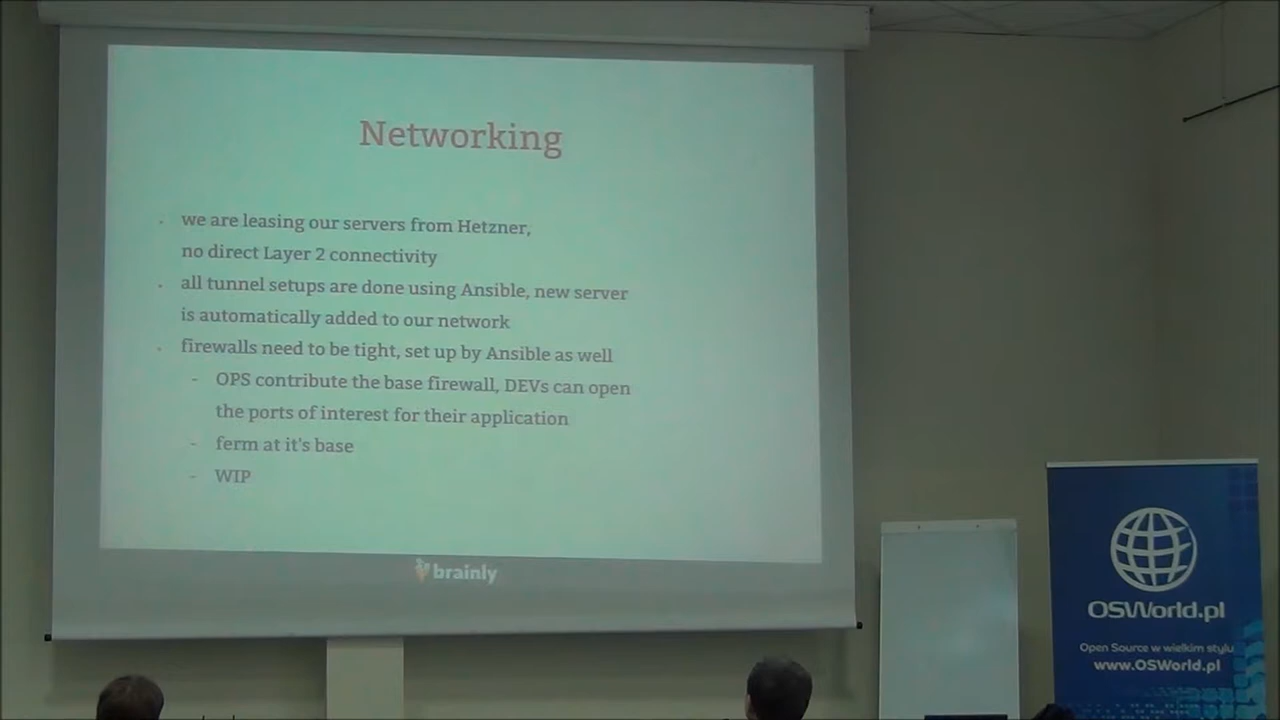 Networking
we are leasing our servers from Hetzner,
no direct Layer 2 connectivity
all tunnel setups are done using Ansible, new server
is automatically added to our network
firewalls need to be tight, set up by Ansible as well
- OPS contribute the base firewall, DEVs can open
the ports of interest for their application
- ferm at it's base
- WIP
brainly
OSWorld.pl
Open Source w wielkim stylu
www.OSWorld.pl